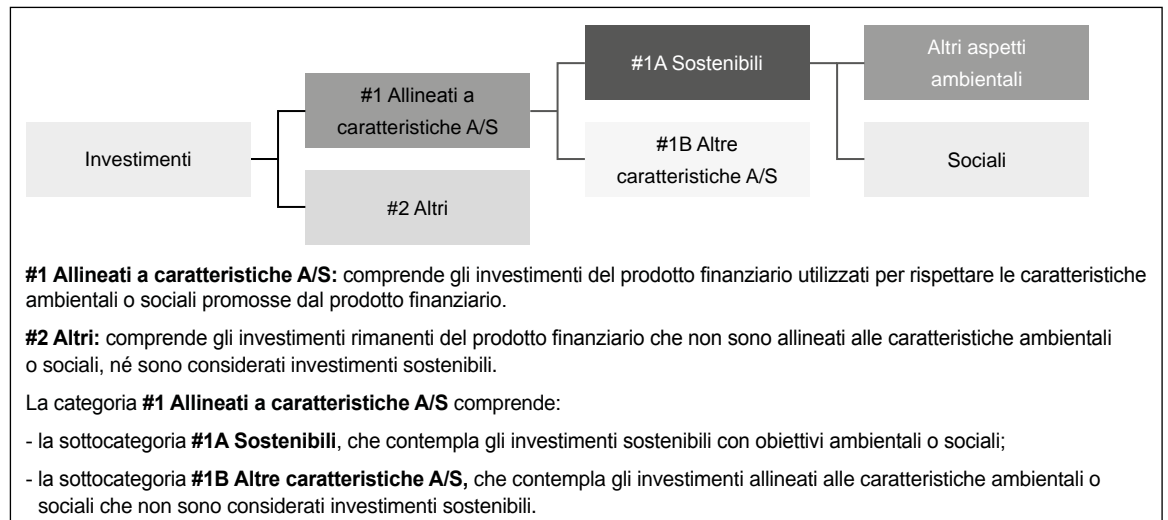 #1A Sostenibili
Altri aspetti
ambientali
#1 Allineati a
caratteristiche A/S
Investimenti
#1B Altre
caratteristiche A/S
Sociali
#2 Altri
#1 Allineati a caratteristiche A/S: comprende gli investimenti del prodotto finanziario utilizzati per rispettare le caratteristiche
ambientali o sociali promosse dal prodotto finanziario.
#2 Altri: comprende gli investimenti rimanenti del prodotto finanziario che non sono allineati alle caratteristiche ambientali
o sociali, né sono considerati investimenti sostenibili.
La categoria #1 Allineati a caratteristiche A/S comprende:
- la sottocategoria #1A Sostenibili, che contempla gli investimenti sostenibili con obiettivi ambientali o sociali;
- la sottocategoria #1B Altre caratteristiche A/S, che contempla gli investimenti allineati alle caratteristiche ambientali o
sociali che non sono considerati investimenti sostenibili.